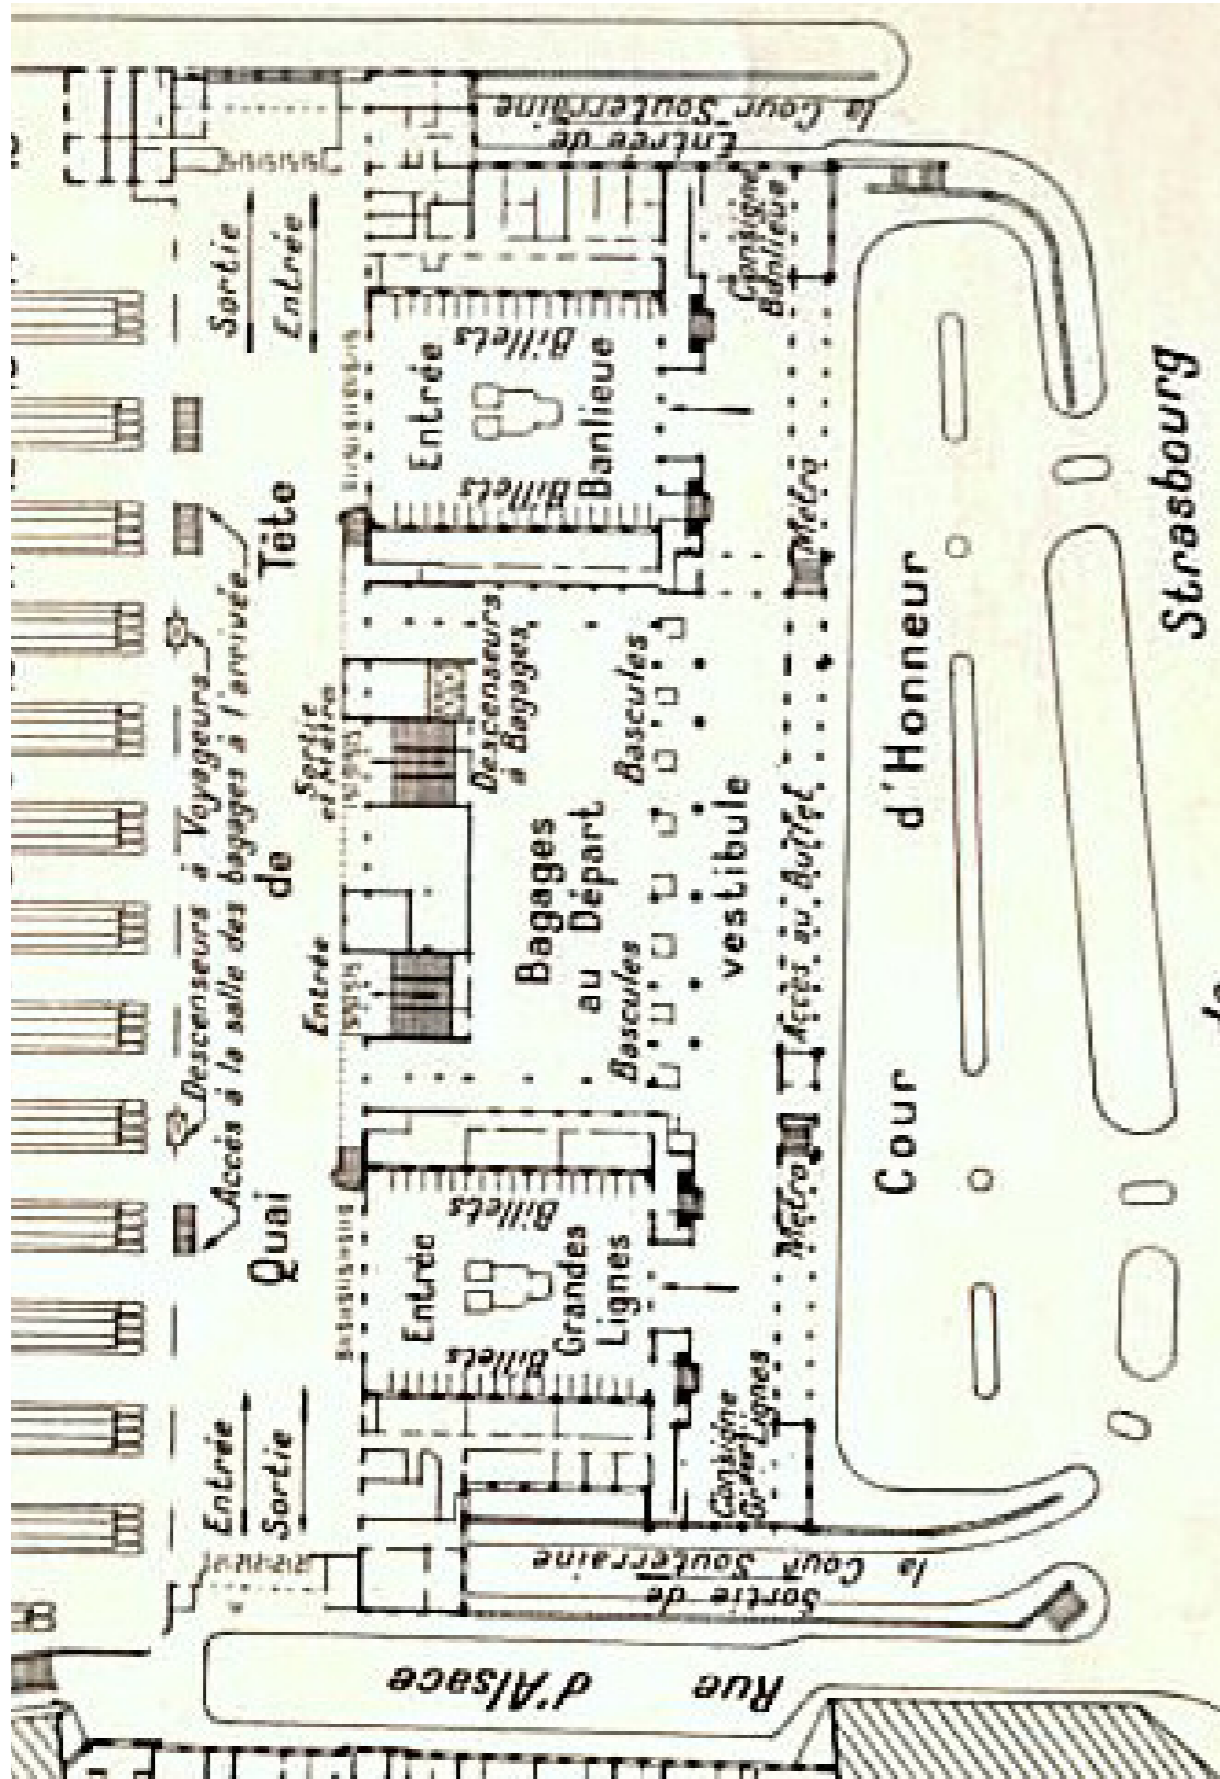 Entrée de
la Cour Souterraine
Sortie
Entrée
Consigne
Banlieue
Billets
Entrée
Banlieue
Billets
Tête
de
Quai
Métro
Strasbourg
Descenseurs à Voyageurs
Accès à la salle des bagages à l'arrivée
Sortie
et Métro
Descenseurs
à Bagages
Bascules
Entrée
Bagages
au Départ
Bascules
vestibule
Accès au Buffet
Cour d'Honneur
Métro
Billets
Entrée
Grandes
Lignes
Billets
Entrée
Sortie
Consigne
Lignes
Sortie de
la Cour Souterraine
Rue d'Alsace